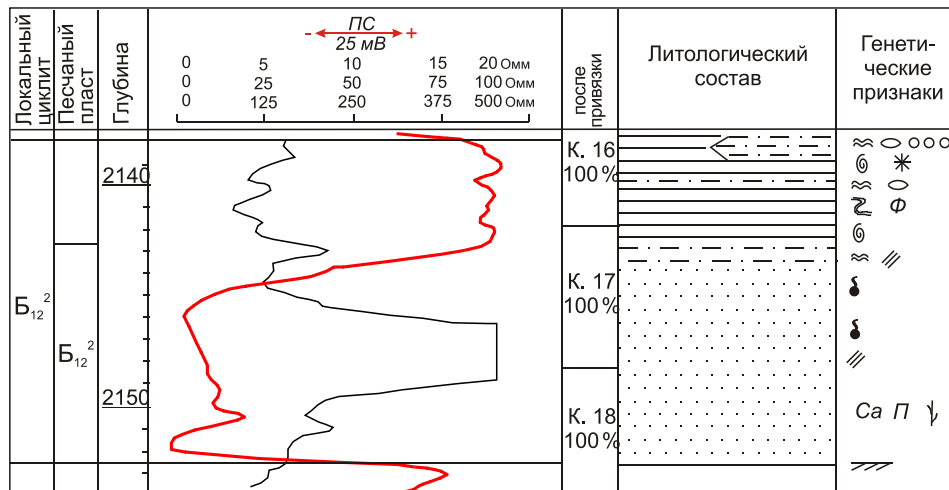 Локальный
циклит
Песчаный
пласт
Глубина
ПС
- +
25 мВ
0 5 10 15 20 Омм
0 25 50 75 100 Омм
0 125 250 375 500 Омм
после
привязки
Литологический
состав
Генети-
ческие
признаки
2140
2150
Б₁₂²
Б₁₂²
К. 16
100 %
К. 17
100 %
К. 18
100 %
Ф
Са П